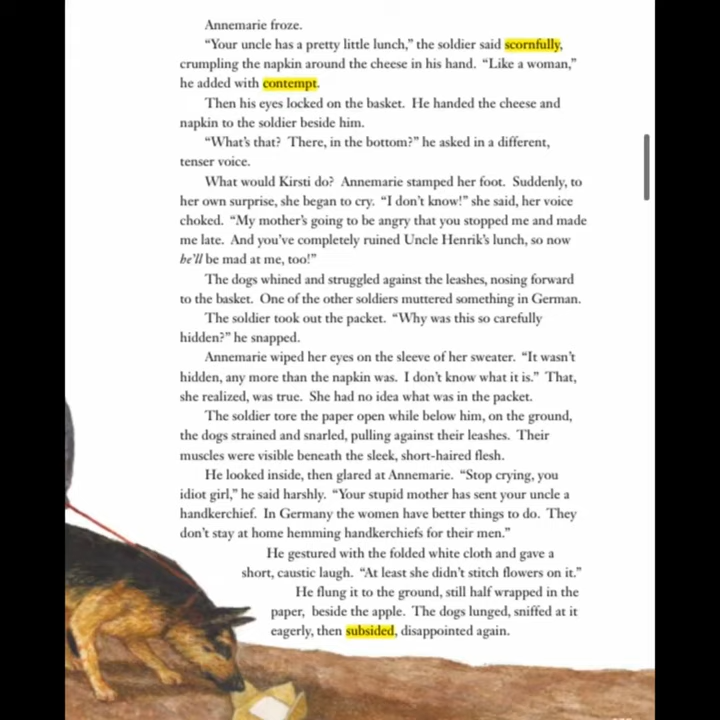 Annemarie froze.
“Your uncle has a pretty little lunch,” the soldier said scornfully,
crumpling the napkin around the cheese in his hand. “Like a woman,”
he added with contempt.
Then his eyes locked on the basket. He handed the cheese and
napkin to the soldier beside him.
“What’s that? There, in the bottom?” he asked in a different,
tenser voice.
What would Kirsti do? Annemarie stamped her foot. Suddenly, to
her own surprise, she began to cry. “I don’t know!” she said, her voice
choked. “My mother’s going to be angry that you stopped me and made
me late. And you’ve completely ruined Uncle Henrik’s lunch, so now
he’ll be mad at me, too!”
The dogs whined and struggled against the leashes, nosing forward
to the basket. One of the other soldiers muttered something in German.
The soldier took out the packet. “Why was this so carefully
hidden?” he snapped.
Annemarie wiped her eyes on the sleeve of her sweater. “It wasn’t
hidden, any more than the napkin was. I don’t know what it is.” That,
she realized, was true. She had no idea what was in the packet.
The soldier tore the paper open while below him, on the ground,
the dogs strained and snarled, pulling against their leashes. Their
muscles were visible beneath the sleek, short-haired flesh.
He looked inside, then glared at Annemarie. “Stop crying, you
idiot girl,” he said harshly. “Your stupid mother has sent your uncle a
handkerchief. In Germany the women have better things to do. They
don’t stay at home hemming handkerchiefs for their men.”
He gestured with the folded white cloth and gave a
short, caustic laugh. “At least she didn’t stitch flowers on it.”
He flung it to the ground, still half wrapped in the
paper, beside the apple. The dogs lunged, sniffed at it
eagerly, then subsided, disappointed again.